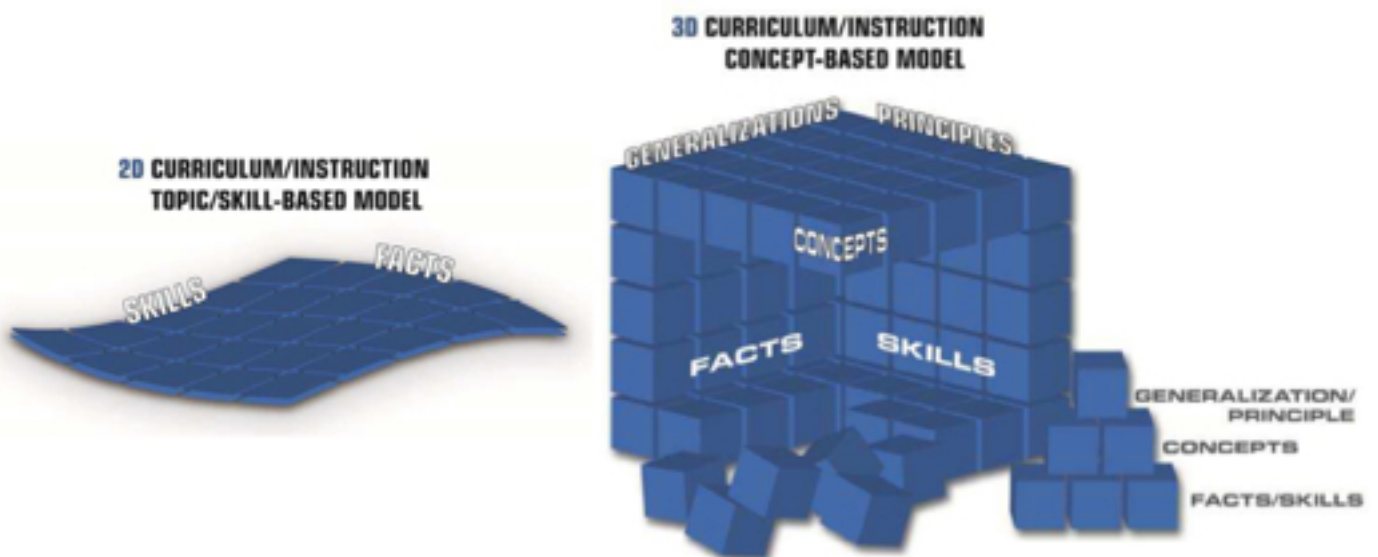 2D CURRICULUM/INSTRUCTION
TOPIC/SKILL-BASED MODEL
SKILLS
FACTS
3D CURRICULUM/INSTRUCTION
CONCEPT-BASED MODEL
GENERALIZATIONS
PRINCIPLES
CONCEPTS
FACTS
SKILLS
GENERALIZATION/
PRINCIPLE
CONCEPTS
FACTS/SKILLS